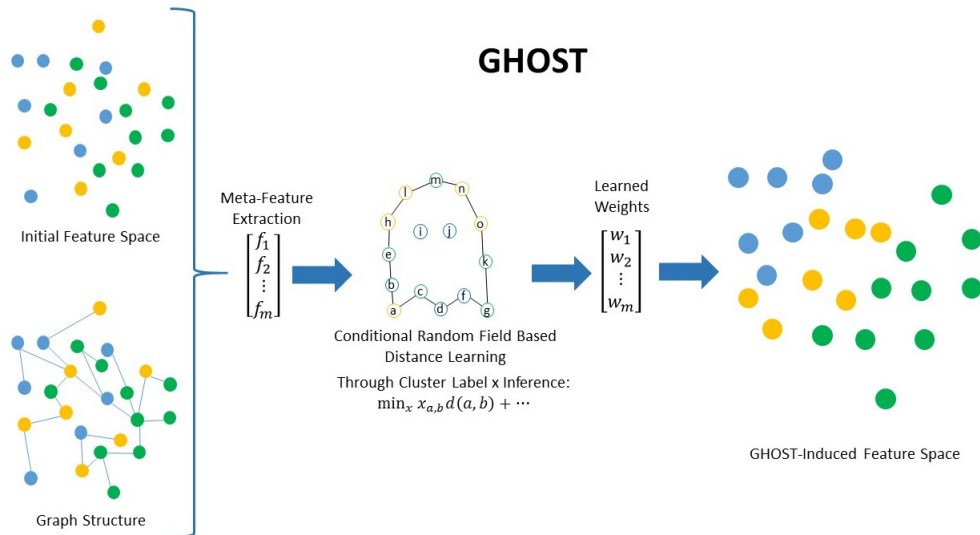 GHOST
Initial Feature Space
Graph Structure
Meta-Feature
Extraction
f₁
f₂
⋮
fₘ
m
l
n
h
o
i
j
e
k
b
c
f
a
d
g
Conditional Random Field Based
Distance Learning
Through Cluster Label x Inference:
minₓ xₐ,ᵦ d(a, b) + ⋯
Learned
Weights
w₁
w₂
⋮
wₘ
GHOST-Induced Feature Space